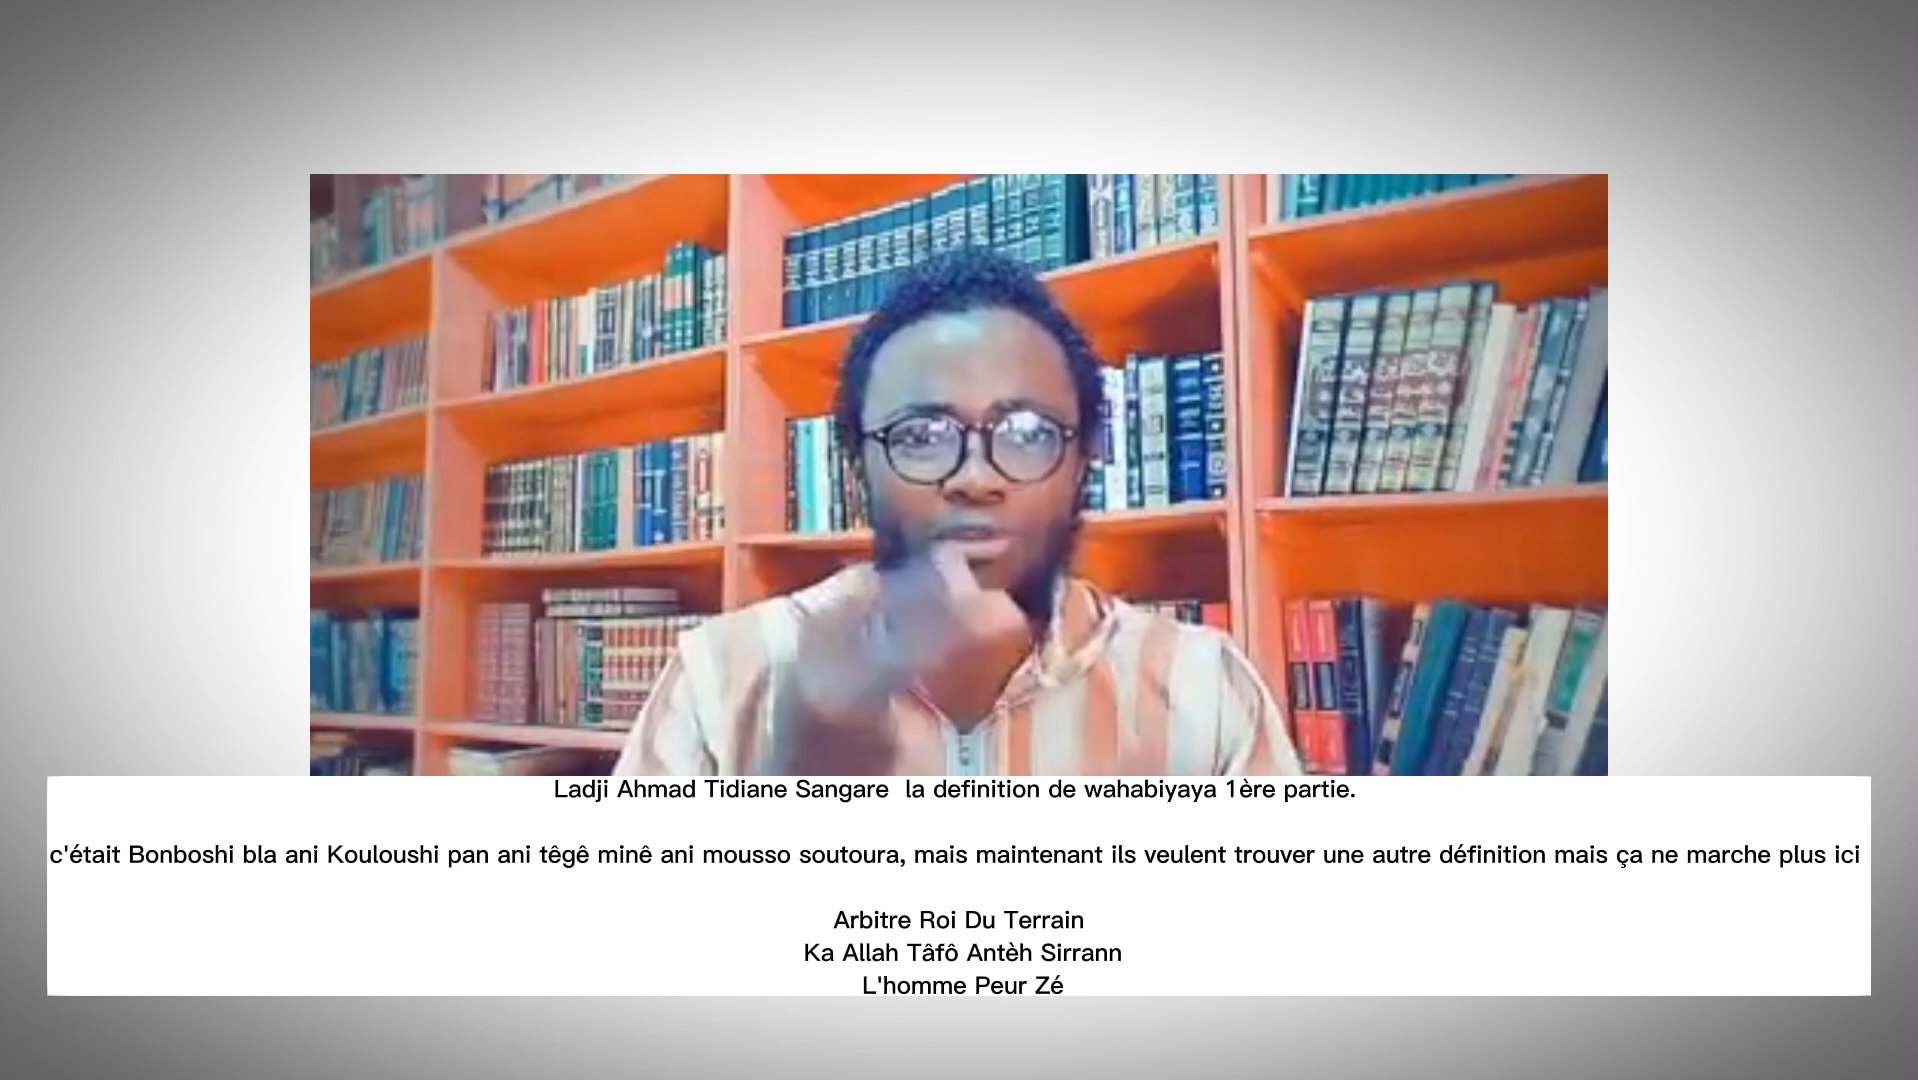 Ladji Ahmad Tidiane Sangare  la definition de wahabiyaya 1ère partie.
c'était Bonboshi bla ani Kouloushi pan ani têgê minê ani mousso soutoura, mais maintenant ils veulent trouver une autre définition mais ça ne marche plus ici
Arbitre Roi Du Terrain
Ka Allah Tâfô Antèh Sirrann
L'homme Peur Zé